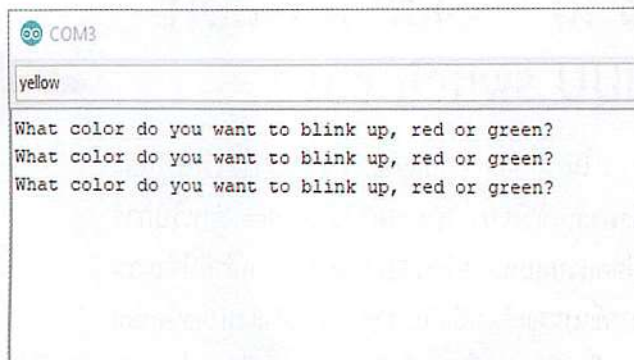 COM3
yellow
What color do you want to blink up, red or green?
What color do you want to blink up, red or green?
What color do you want to blink up, red or green?